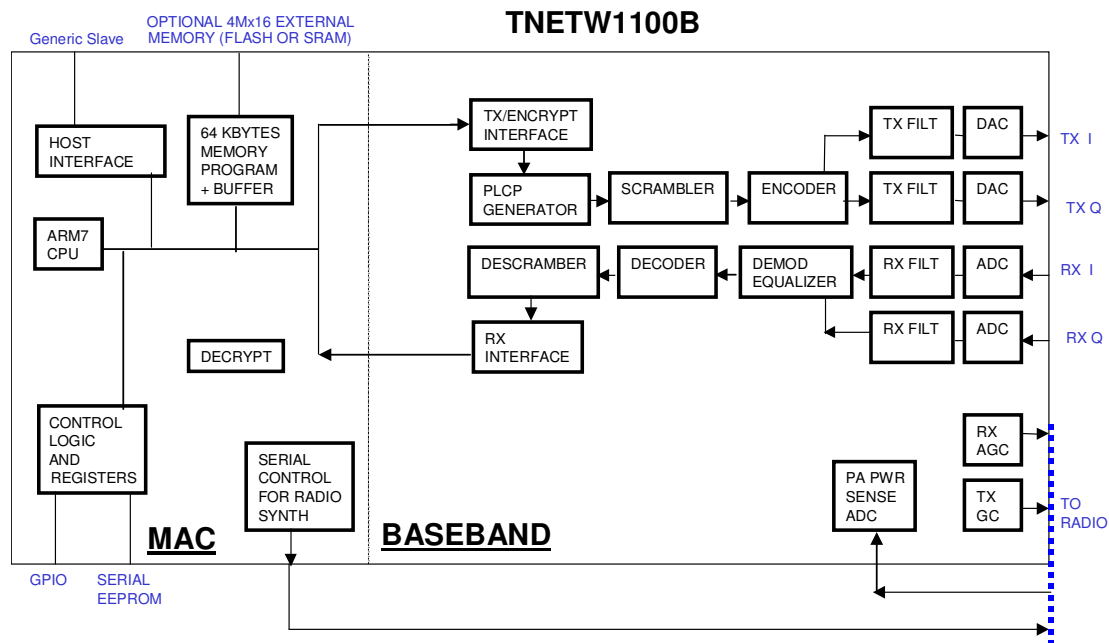 TNETW1100B
Generic Slave
OPTIONAL 4Mx16 EXTERNAL
MEMORY (FLASH OR SRAM)
HOST
INTERFACE
64 KBYTES
MEMORY
PROGRAM
+ BUFFER
TX/ENCRYPT
INTERFACE
TX FILT
DAC
TX I
PLCP
GENERATOR
SCRAMBLER
ENCODER
TX FILT
DAC
TX Q
ARM7
CPU
DESCRAMBER
DECODER
DEMOD
EQUALIZER
RX FILT
ADC
RX I
RX
INTERFACE
RX FILT
ADC
RX Q
DECRYPT
CONTROL
LOGIC
AND
REGISTERS
SERIAL
CONTROL
FOR RADIO
SYNTH
PA PWR
SENSE
ADC
RX
AGC
TX
GC
TO
RADIO
MAC
BASEBAND
GPIO
SERIAL
EEPROM